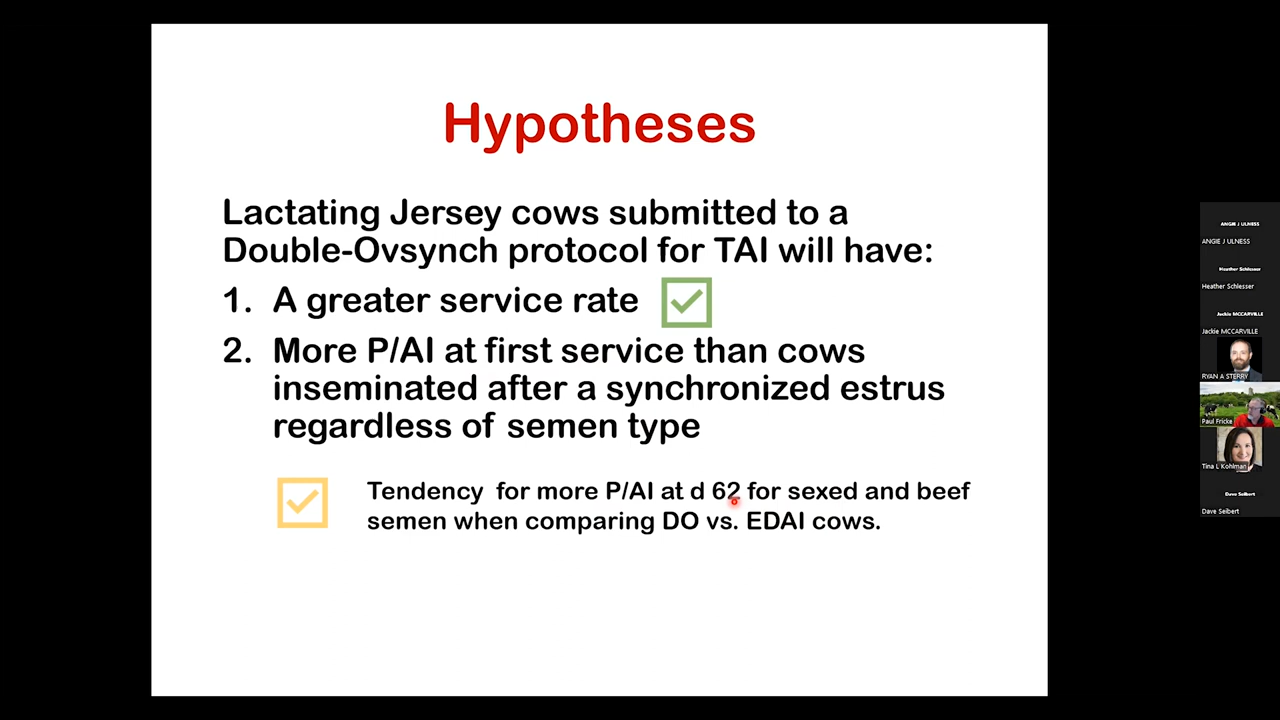 Hypotheses
Lactating Jersey cows submitted to a
Double-Ovsynch protocol for TAI will have:
1. A greater service rate
2. More P/AI at first service than cows
inseminated after a synchronized estrus
regardless of semen type
Tendency for more P/AI at d 62 for sexed and beef
semen when comparing DO vs. EDAI cows.
ANGIE J ULNESS
ANGIE J ULNESS
Heather Schlesser
Heather Schlesser
Jackie MCCARVILLE
Jackie MCCARVILLE
RYAN A STERRY
Paul Fricke
Tina L Kohlman
Dave Seibert
Dave Seibert